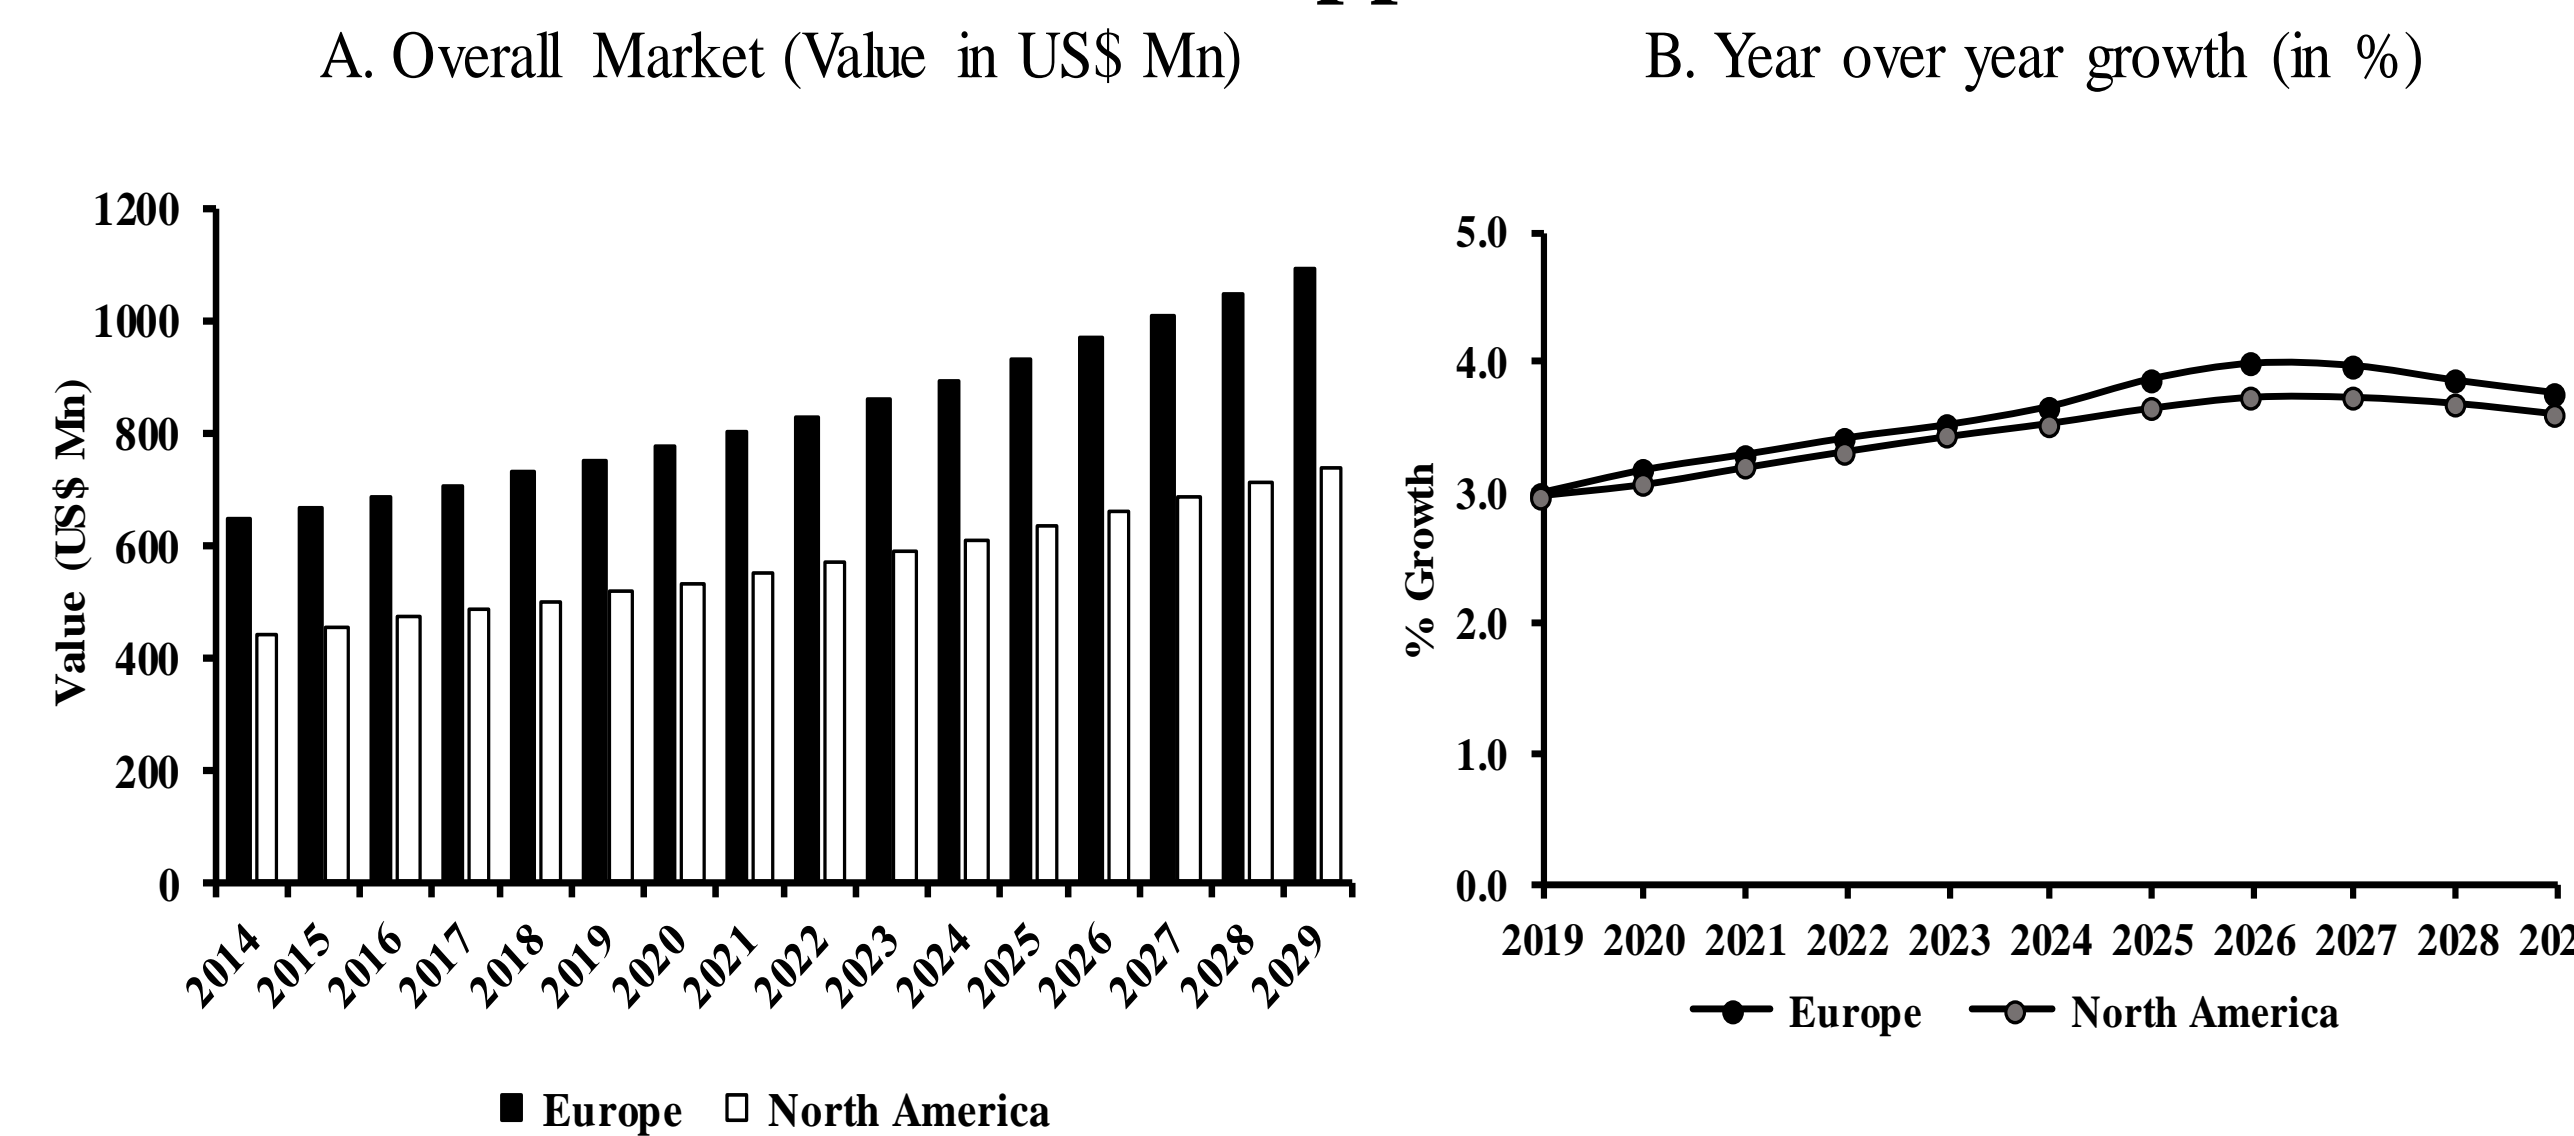 A. Overall Market (Value in US$ Mn)
Value (US$ Mn)
1200
1000
800
600
400
200
0
2014 2015 2016 2017 2018 2019 2020 2021 2022 2023 2024 2025 2026 2027 2028 2029
Europe North America
B. Year over year growth (in %)
% Growth
5.0
4.0
3.0
2.0
1.0
0.0
2019 2020 2021 2022 2023 2024 2025 2026 2027 2028 202
Europe North America